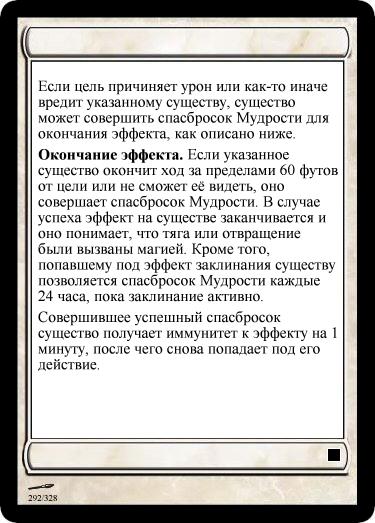 Если цель причиняет урон или как-то иначе
вредит указанному существу, существо
может совершить спасбросок Мудрости для
окончания эффекта, как описано ниже.
Окончание эффекта. Если указанное
существо окончит ход за пределами 60 футов
от цели или не сможет её видеть, оно
совершает спасбросок Мудрости. В случае
успеха эффект на существе заканчивается и
оно понимает, что тяга или отвращение
были вызваны магией. Кроме того,
попавшему под эффект заклинания существу
позволяется спасбросок Мудрости каждые
24 часа, пока заклинание активно.
Совершившее успешный спасбросок
существо получает иммунитет к эффекту на 1
минуту, после чего снова попадает под его
действие.
292/328